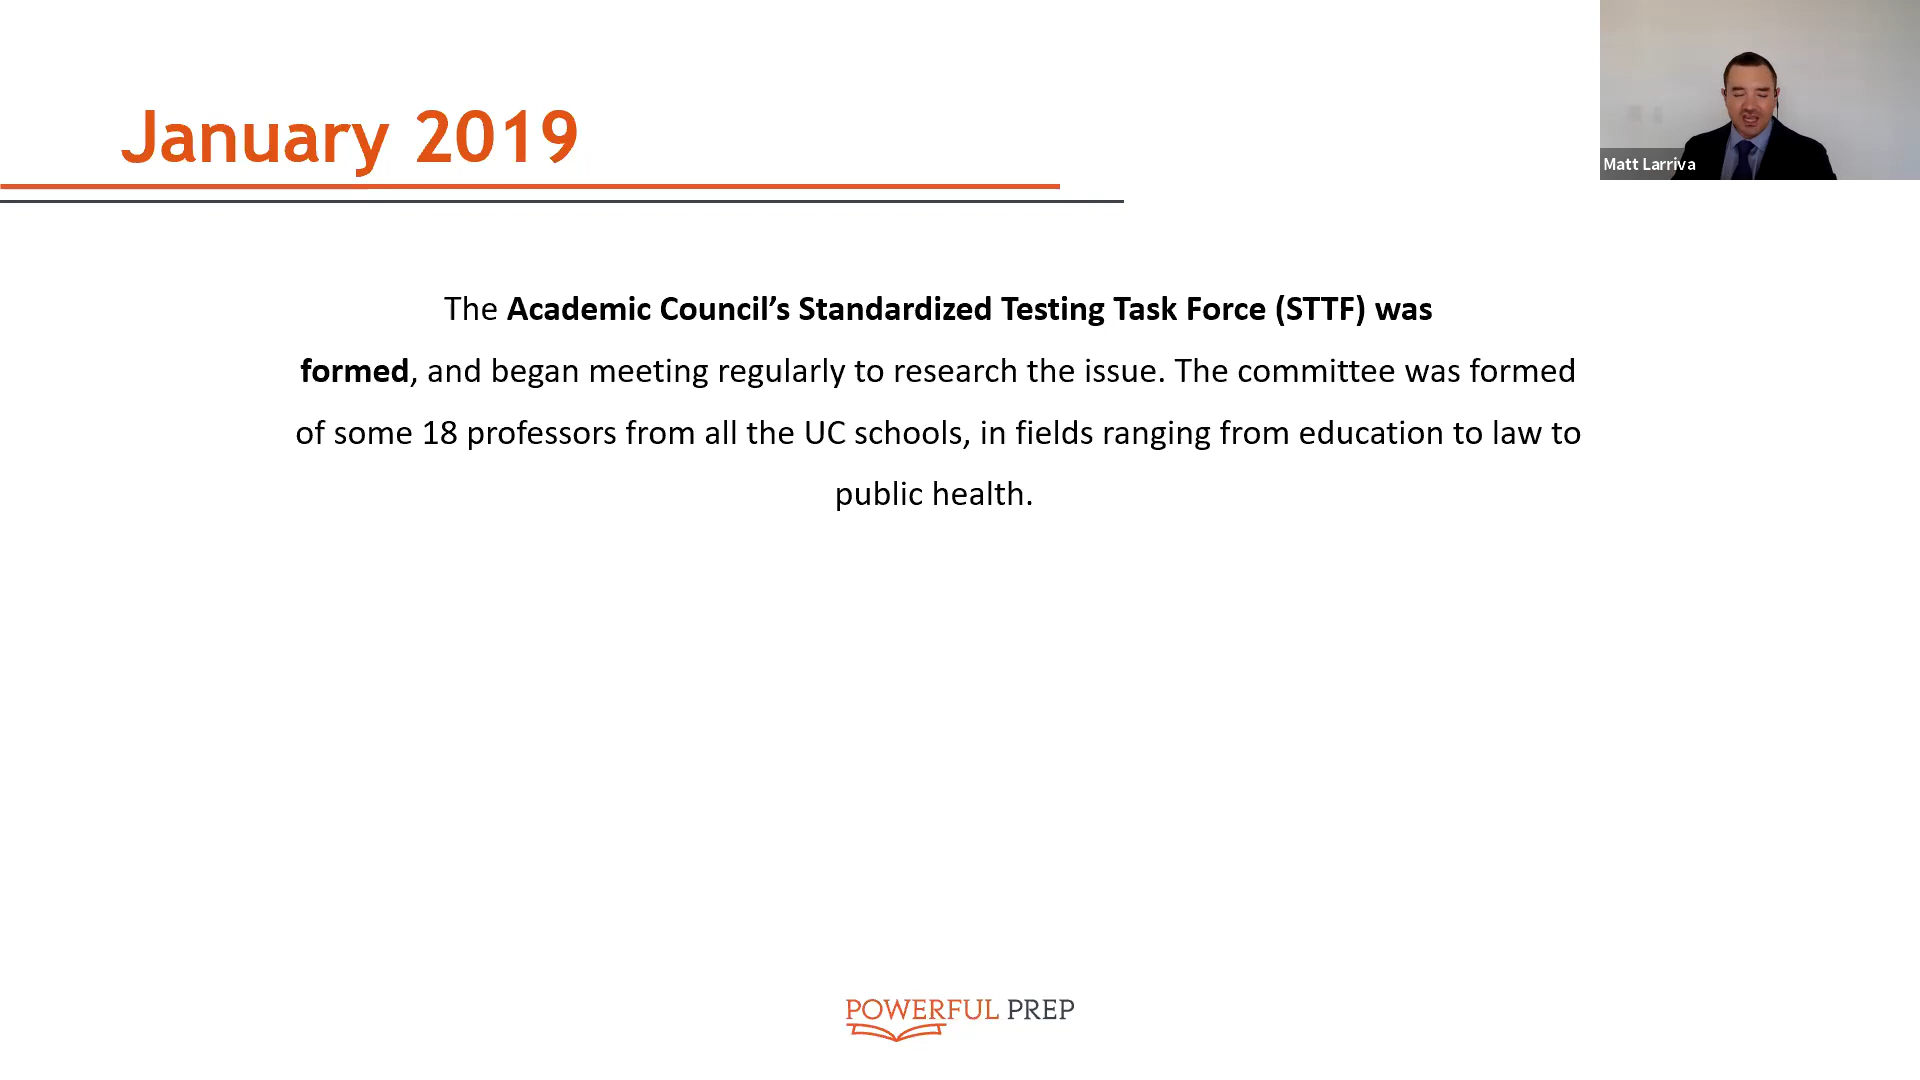 January 2019
Matt Larriva
The Academic Council’s Standardized Testing Task Force (STTF) was
formed, and began meeting regularly to research the issue. The committee was formed
of some 18 professors from all the UC schools, in fields ranging from education to law to
public health.
POWERFUL PREP